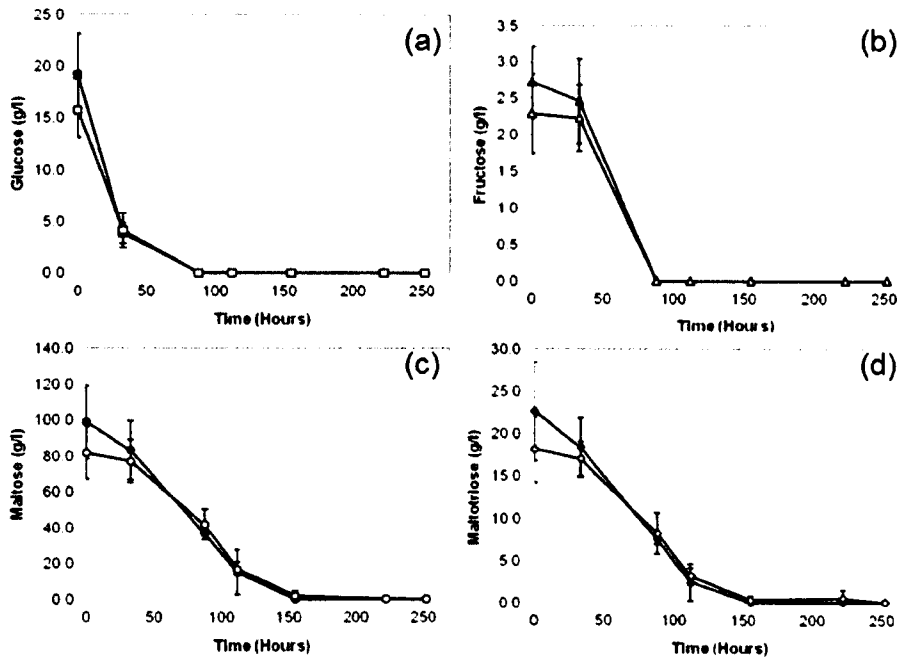 (a)
25.0
20.0
15.0
10.0
5.0
0.0
Glucose (g/l)
0 50 100 150 200 250
Time (Hours)
(b)
3.5
3.0
2.5
2.0
1.5
1.0
0.5
0.0
Fructose (g/l)
0 50 100 150 200 250
Time (Hours)
(c)
140.0
120.0
100.0
80.0
60.0
40.0
20.0
0.0
Maltose (g/l)
0 50 100 150 200 250
Time (Hours)
(d)
30.0
25.0
20.0
15.0
10.0
5.0
0.0
Maltotriose (g/l)
0 50 100 150 200 250
Time (Hours)